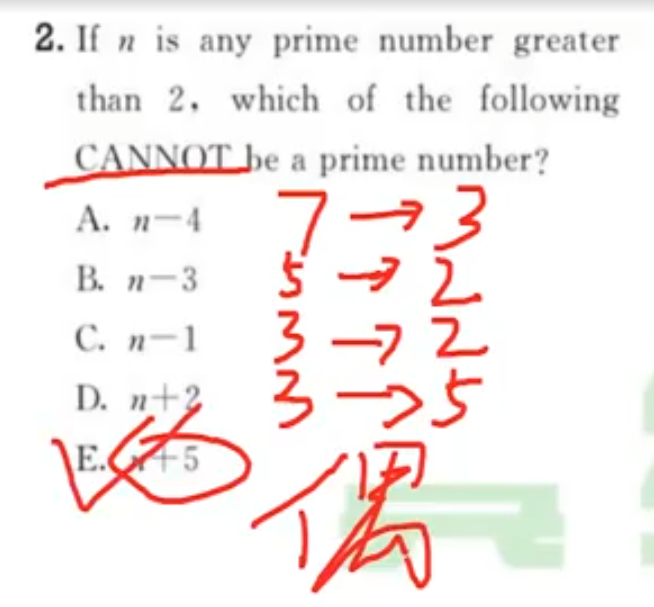 2. If n is any prime number greater
than 2, which of the following
CANNOT be a prime number?
A. n-4 7→3
B. n-3 5→2
C. n-1 3→2
D. n+2 3→5
E. n+5
偶